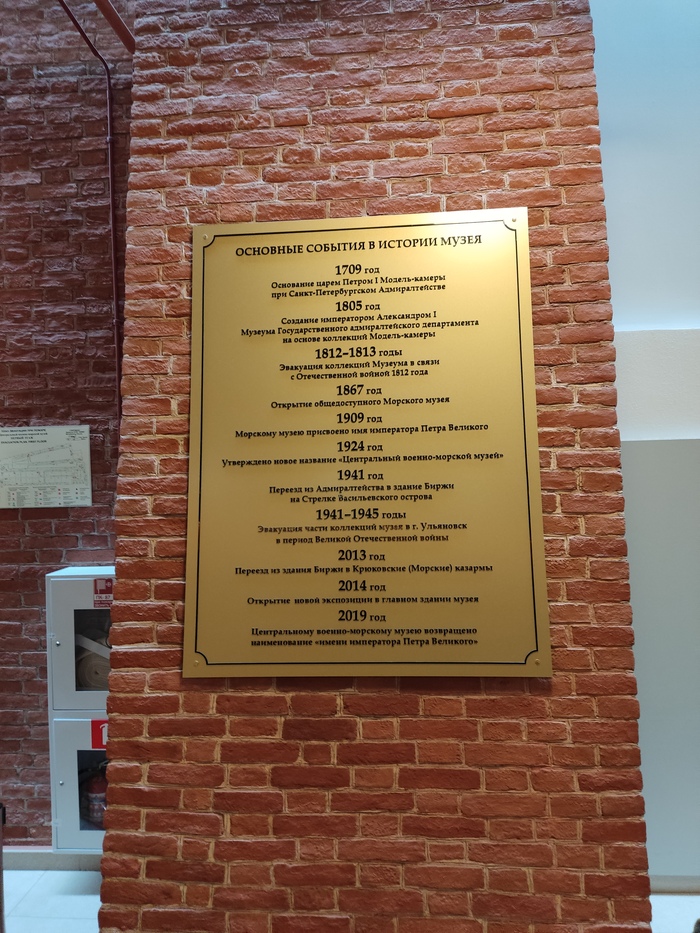 ОСНОВНЫЕ СОБЫТИЯ В ИСТОРИИ МУЗЕЯ
1709 год
Основание царем Петром I Модель-камеры
при Санкт-Петербургском Адмиралтействе
1805 год
Создание императором Александром I
Музеума Государственного адмиралтейского департамента
на основе коллекций Модель-камеры
1812–1813 годы
Эвакуация коллекций Музеума в связи
с Отечественной войной 1812 года
1867 год
Открытие общедоступного Морского музея
1909 год
Морскому музею присвоено имя императора Петра Великого
1924 год
Утверждено новое название «Центральный военно-морской музей»
1941 год
Переезд из Адмиралтейства в здание Биржи
на Стрелке Васильевского острова
1941–1945 годы
Эвакуация части коллекций музея в г. Ульяновск
в период Великой Отечественной войны
2013 год
Переезд из здания Биржи в Крюковские (Морские) казармы
2014 год
Открытие новой экспозиции в главном здании музея
2019 год
Центральному военно-морскому музею возвращено
наименование «имени императора Петра Великого»